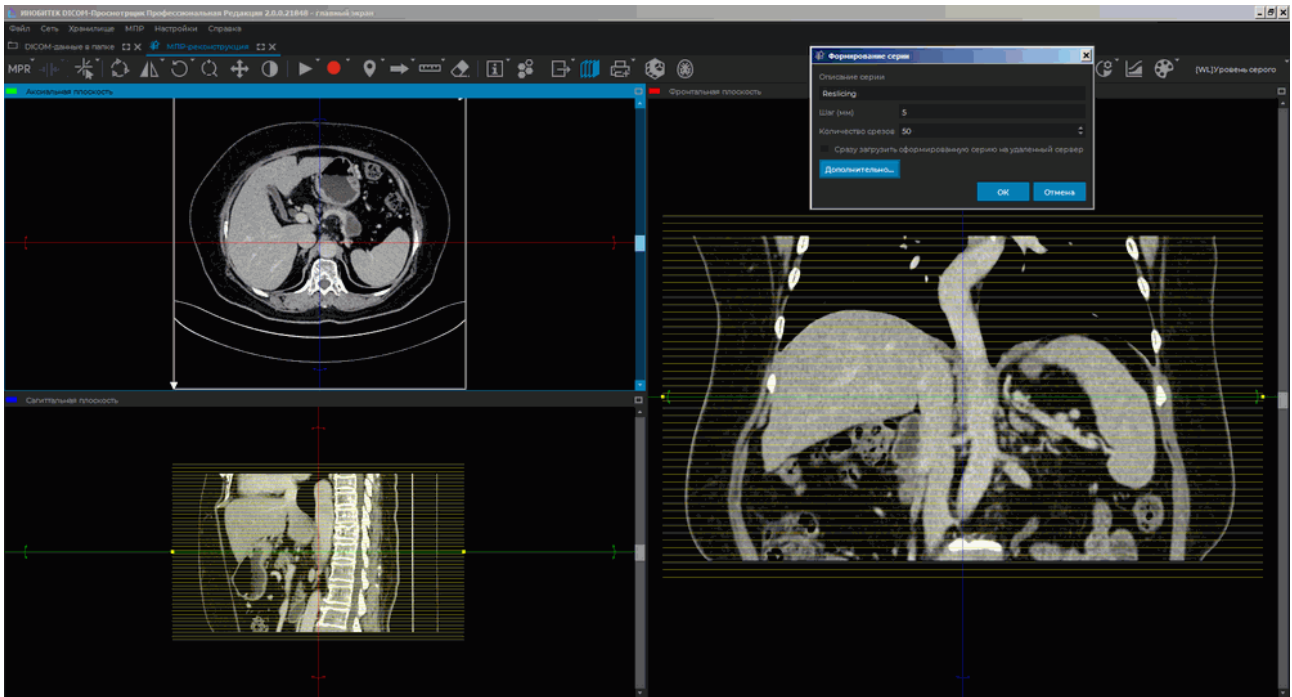 ИНОБИТЕК DICOM-Просмотрщик Профессиональная Редакция 2.0.0.21848 - главный экран
Файл Сеть Хранилище МПР Настройки Справка
DICOM-данные в папке МПР-реконструкция
MPR [WL]Уровень серого
Аксиальная плоскость
Фронтальная плоскость
Формирование серии
Описание серии
Reslicing
Шаг (мм) 5
Количество срезов 50
Сразу загрузить сформированную серию на удаленный сервер
Дополнительно...
ОК Отмена
Сагиттальная плоскость